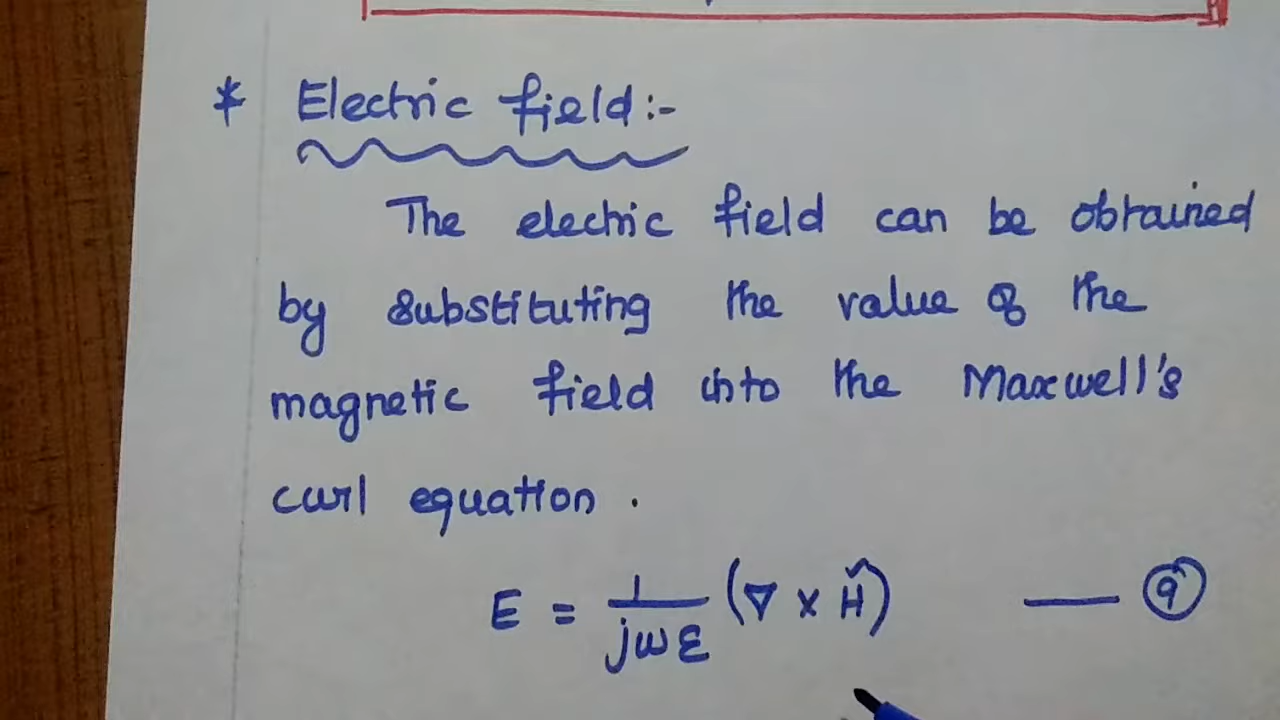 * Electric field:-
The electric field can be obtained
by substituting the value of the
magnetic field into the Maxwell's
curl equation.
E = 1/jωε (∇ × H̆) — 9